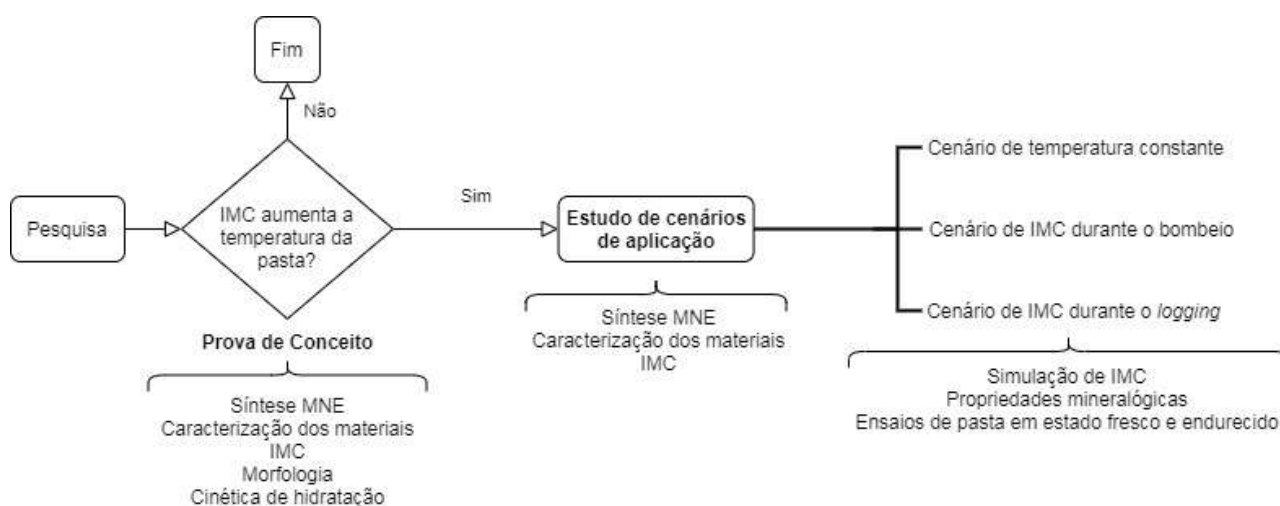 Fim
Não
Pesquisa
IMC aumenta a
temperatura da
pasta?
Sim
Estudo de cenários
de aplicação
Cenário de temperatura constante
Cenário de IMC durante o bombeio
Cenário de IMC durante o logging
Prova de Conceito
Síntese MNE
Caracterização dos materiais
IMC
Morfologia
Cinética de hidratação
Síntese MNE
Caracterização dos materiais
IMC
Simulação de IMC
Propriedades mineralógicas
Ensaios de pasta em estado fresco e endurecido